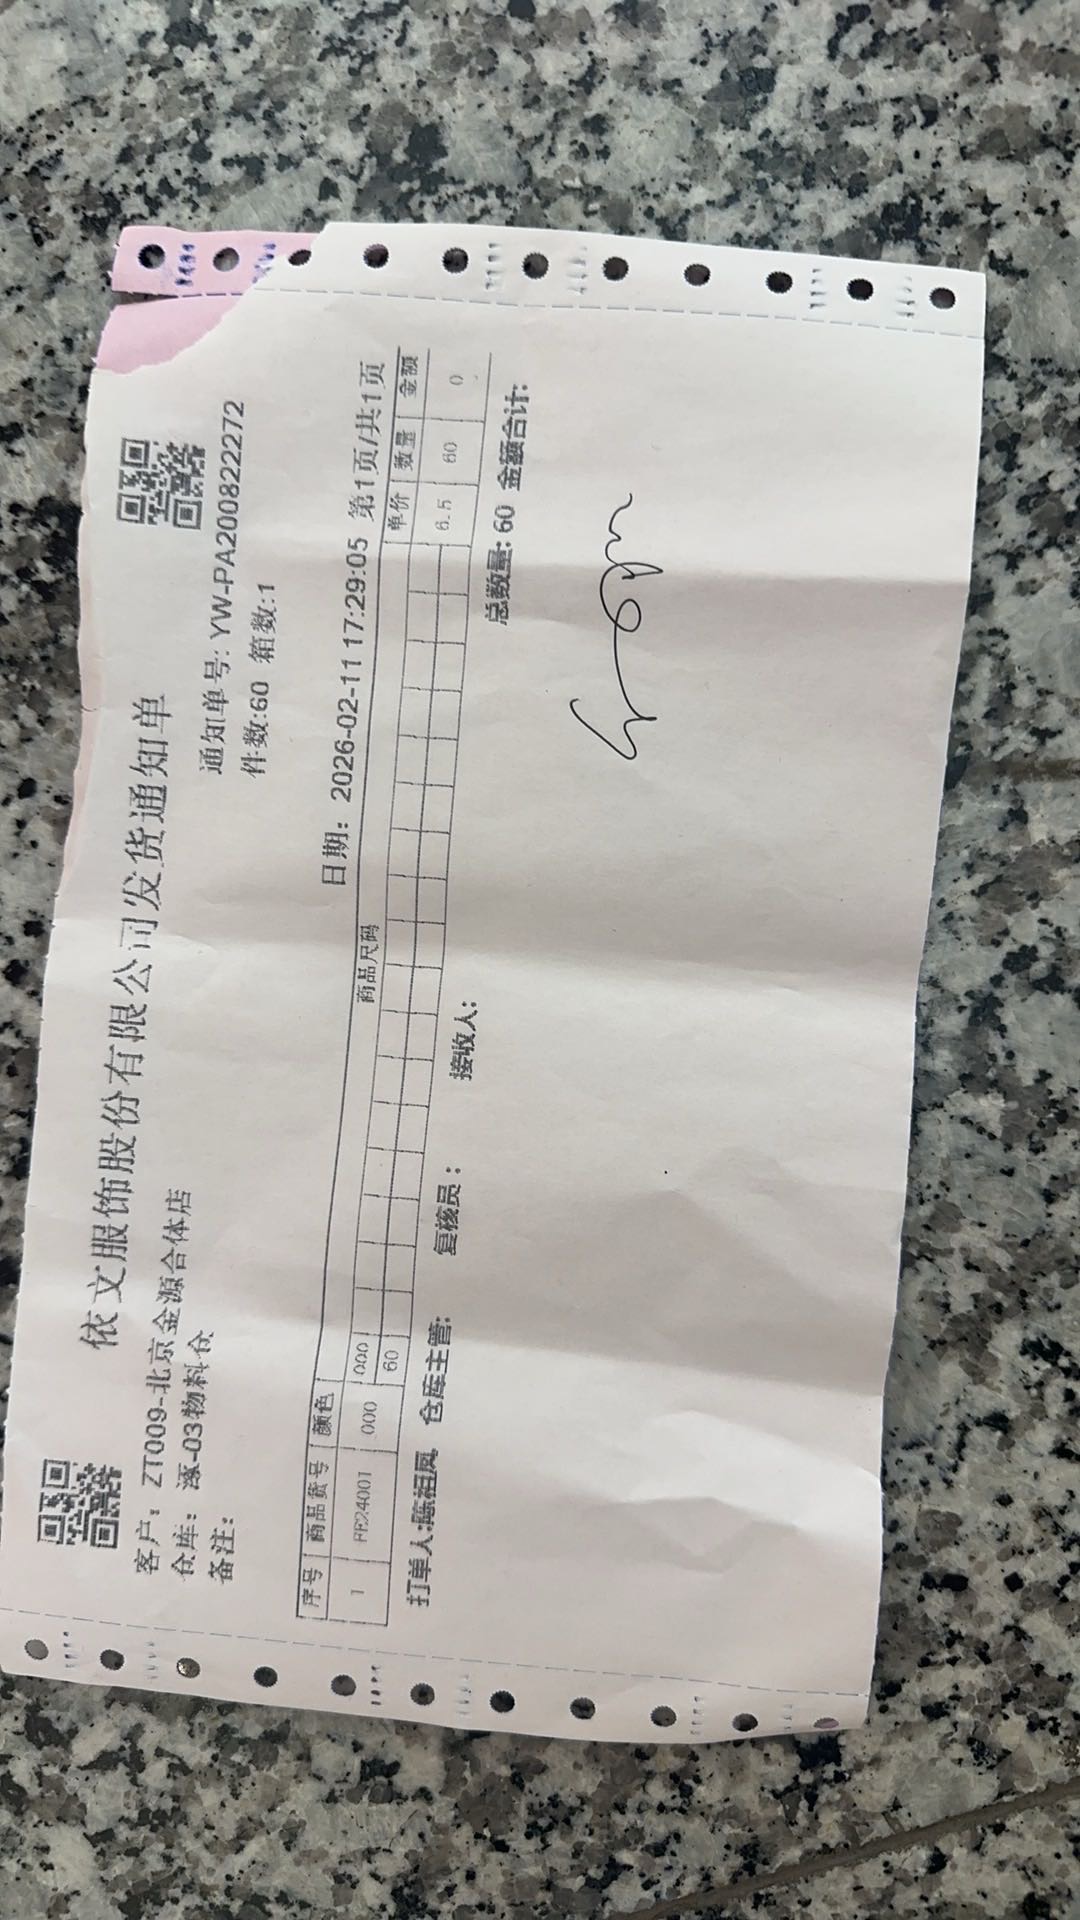 依文服饰股份有限公司发货通知单
客户： ZT009-北京金源合体店
通知单号: YW-PA200822272
仓库： 涿-03物料仓
件数:60 箱数:1
备注:
日期：2026-02-11 17:29:05 第1页/共1页
序号 商品货号 颜色 商品尺码 单价 数量 金额
000
1 FE24001 000 60 6.5 60 0
打单人:陈祖凤 仓库主管: 复核员： 接收人: 总数量: 60 金额合计: